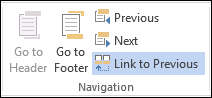 Go to Header
Go to Footer
Previous
Next
Link to Previous
Navigation